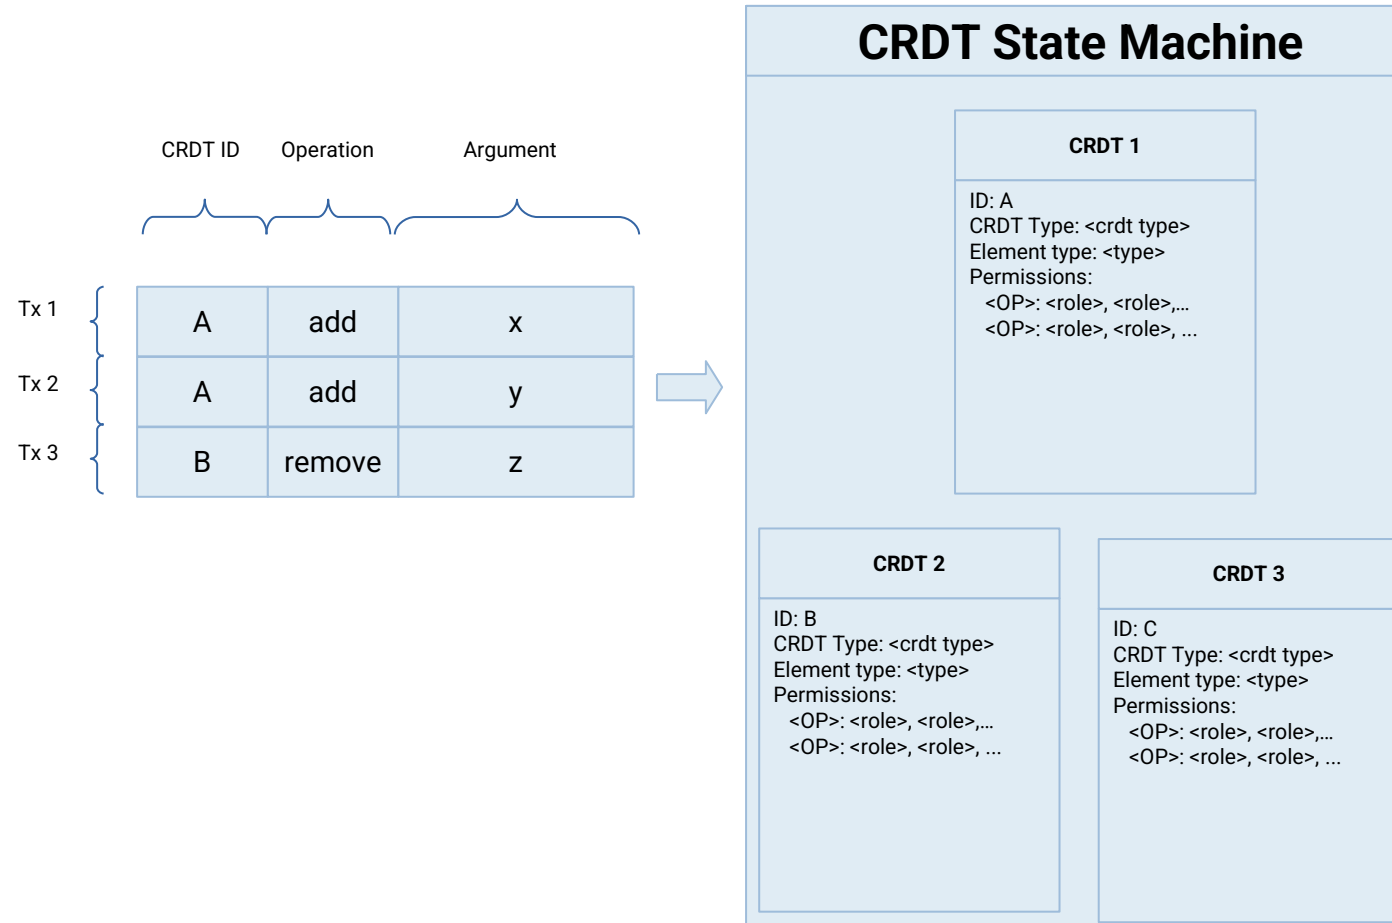 CRDT State Machine
CRDT ID Operation Argument
Tx 1 A add x
Tx 2 A add y
Tx 3 B remove z
CRDT 1
ID: A
CRDT Type: <crdt type>
Element type: <type>
Permissions:
<OP>: <role>, <role>,...
<OP>: <role>, <role>, ...
CRDT 2
ID: B
CRDT Type: <crdt type>
Element type: <type>
Permissions:
<OP>: <role>, <role>,...
<OP>: <role>, <role>, ...
CRDT 3
ID: C
CRDT Type: <crdt type>
Element type: <type>
Permissions:
<OP>: <role>, <role>,...
<OP>: <role>, <role>, ...